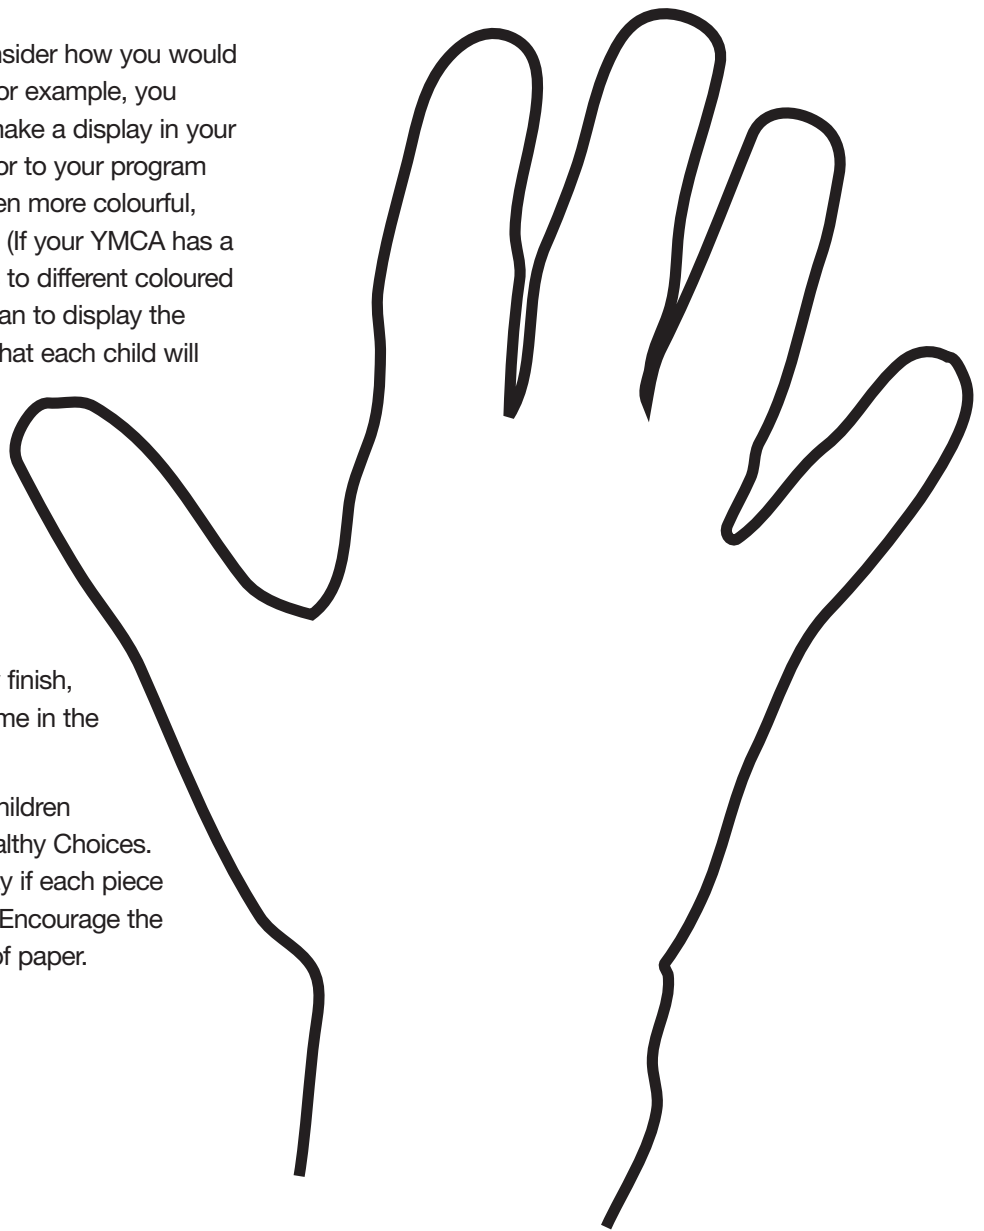 nsider how you would
or example, you
make a display in your
or to your program
en more colourful,
(If your YMCA has a
to different coloured
an to display the
hat each child will
finish,
me in the
hildren
althy Choices.
y if each piece
Encourage the
of paper.